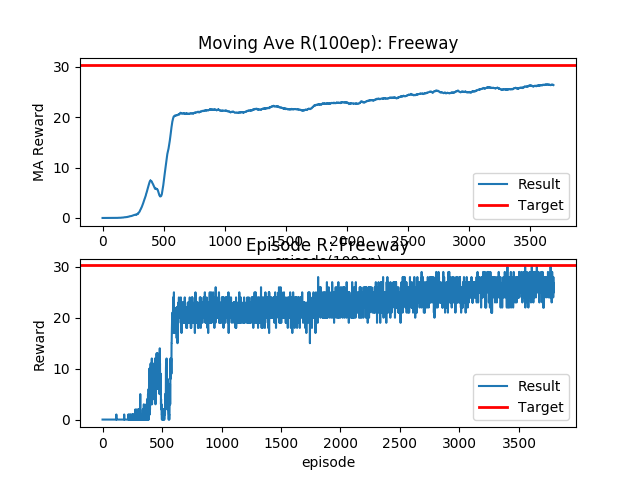 Moving Ave R(100ep): Freeway
30
20
10
0
MA Reward
Result
Target
0 500 1000 1500 2000 2500 3000 3500
episode(100ep)
Episode R: Freeway
30
20
10
0
Reward
Result
Target
0 500 1000 1500 2000 2500 3000 3500
episode